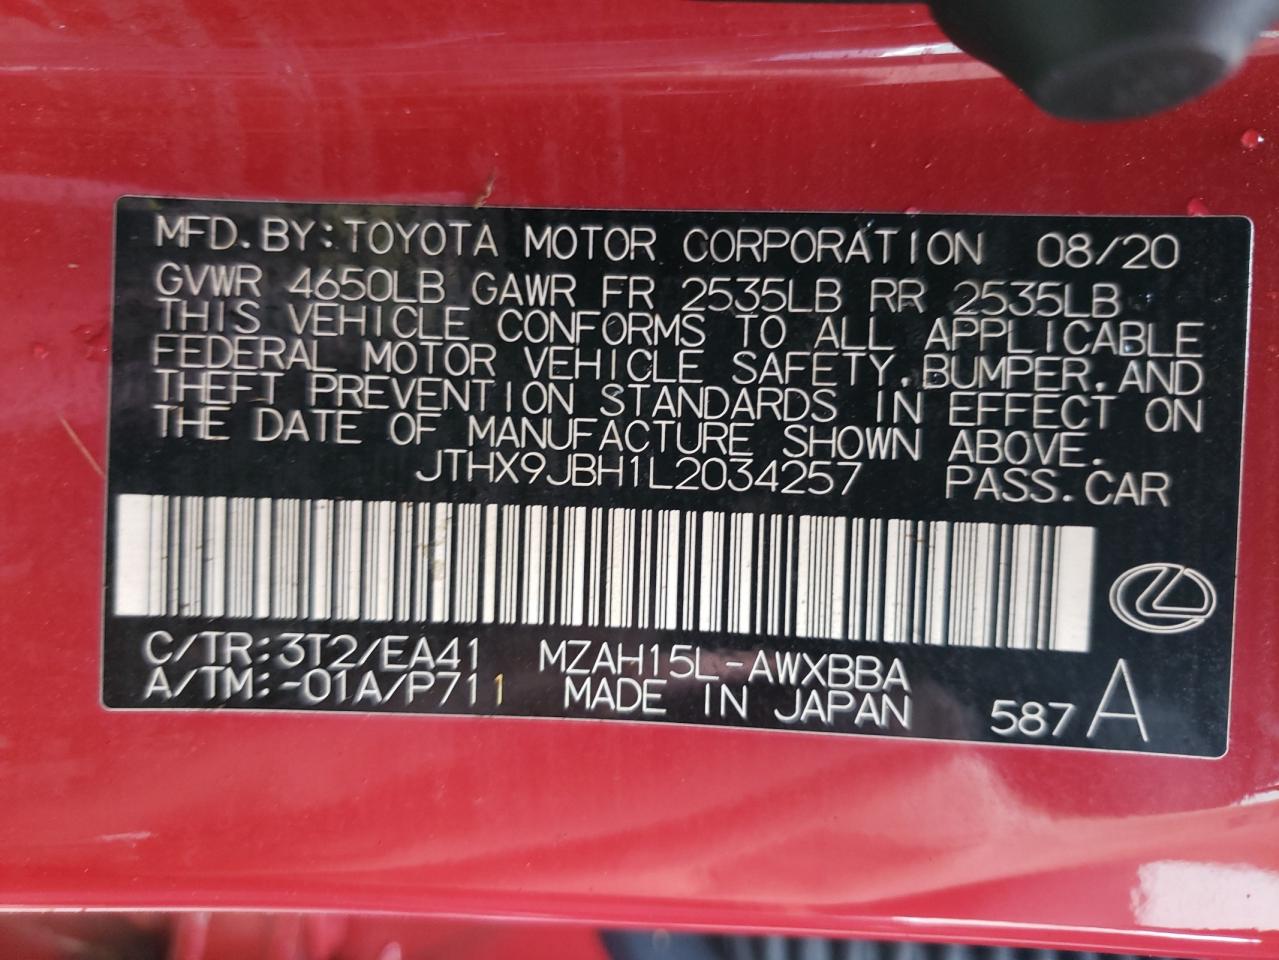 MFD.BY:TOYOTA MOTOR CORPORATION 08/20
GVWR 4650LB GAWR FR 2535LB RR 2535LB
THIS VEHICLE CONFORMS TO ALL APPLICABLE
FEDERAL MOTOR VEHICLE SAFETY,BUMPER,AND
THEFT PREVENTION STANDARDS IN EFFECT ON
THE DATE OF MANUFACTURE SHOWN ABOVE.
JTHX9JBH1L2034257 PASS.CAR
C/TR:3T2/EA41 MZAH15L-AWXBBA
A/TM:-01A/P711 MADE IN JAPAN 587 A